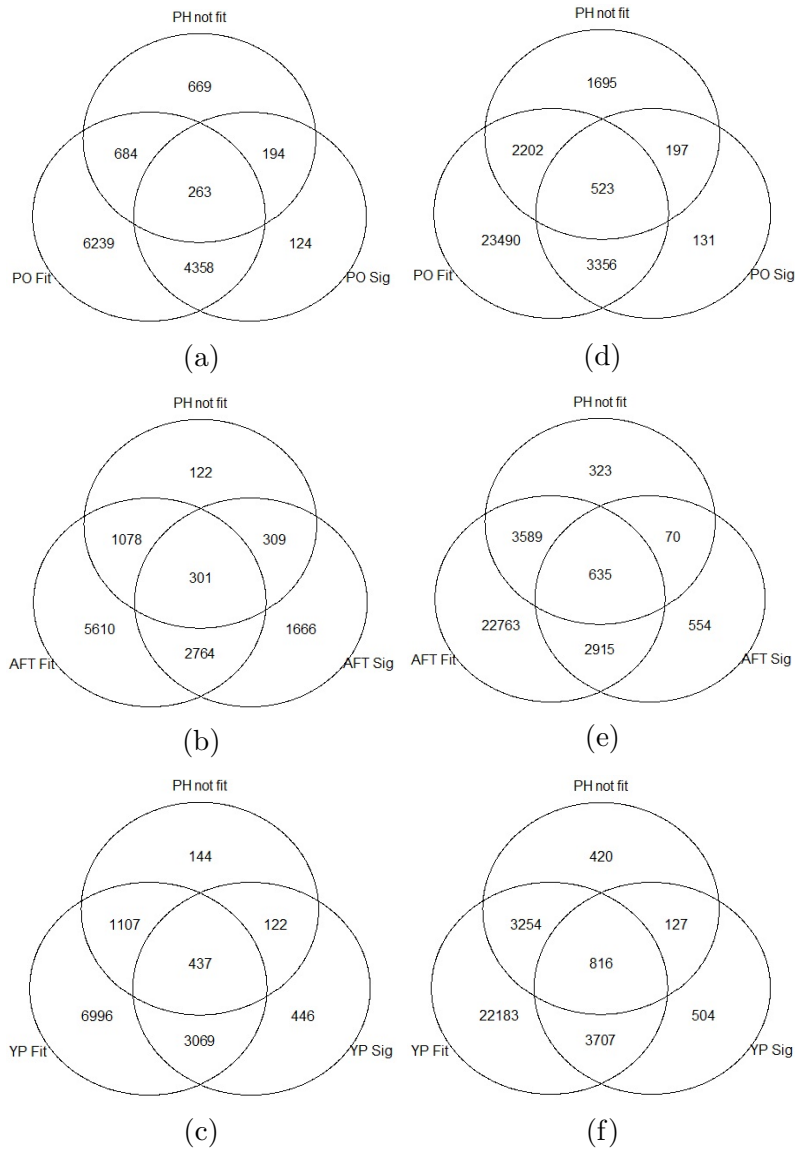 PH not fit
669
684
194
263
6239
124
4358
PO Fit
PO Sig
(a)
PH not fit
1695
2202
197
523
23490
131
3356
PO Fit
PO Sig
(d)
PH not fit
122
1078
309
301
5610
1666
2764
AFT Fit
AFT Sig
(b)
PH not fit
323
3589
70
635
22763
554
2915
AFT Fit
AFT Sig
(e)
PH not fit
144
1107
122
437
6996
446
3069
YP Fit
YP Sig
(c)
PH not fit
420
3254
127
816
22183
504
3707
YP Fit
YP Sig
(f)